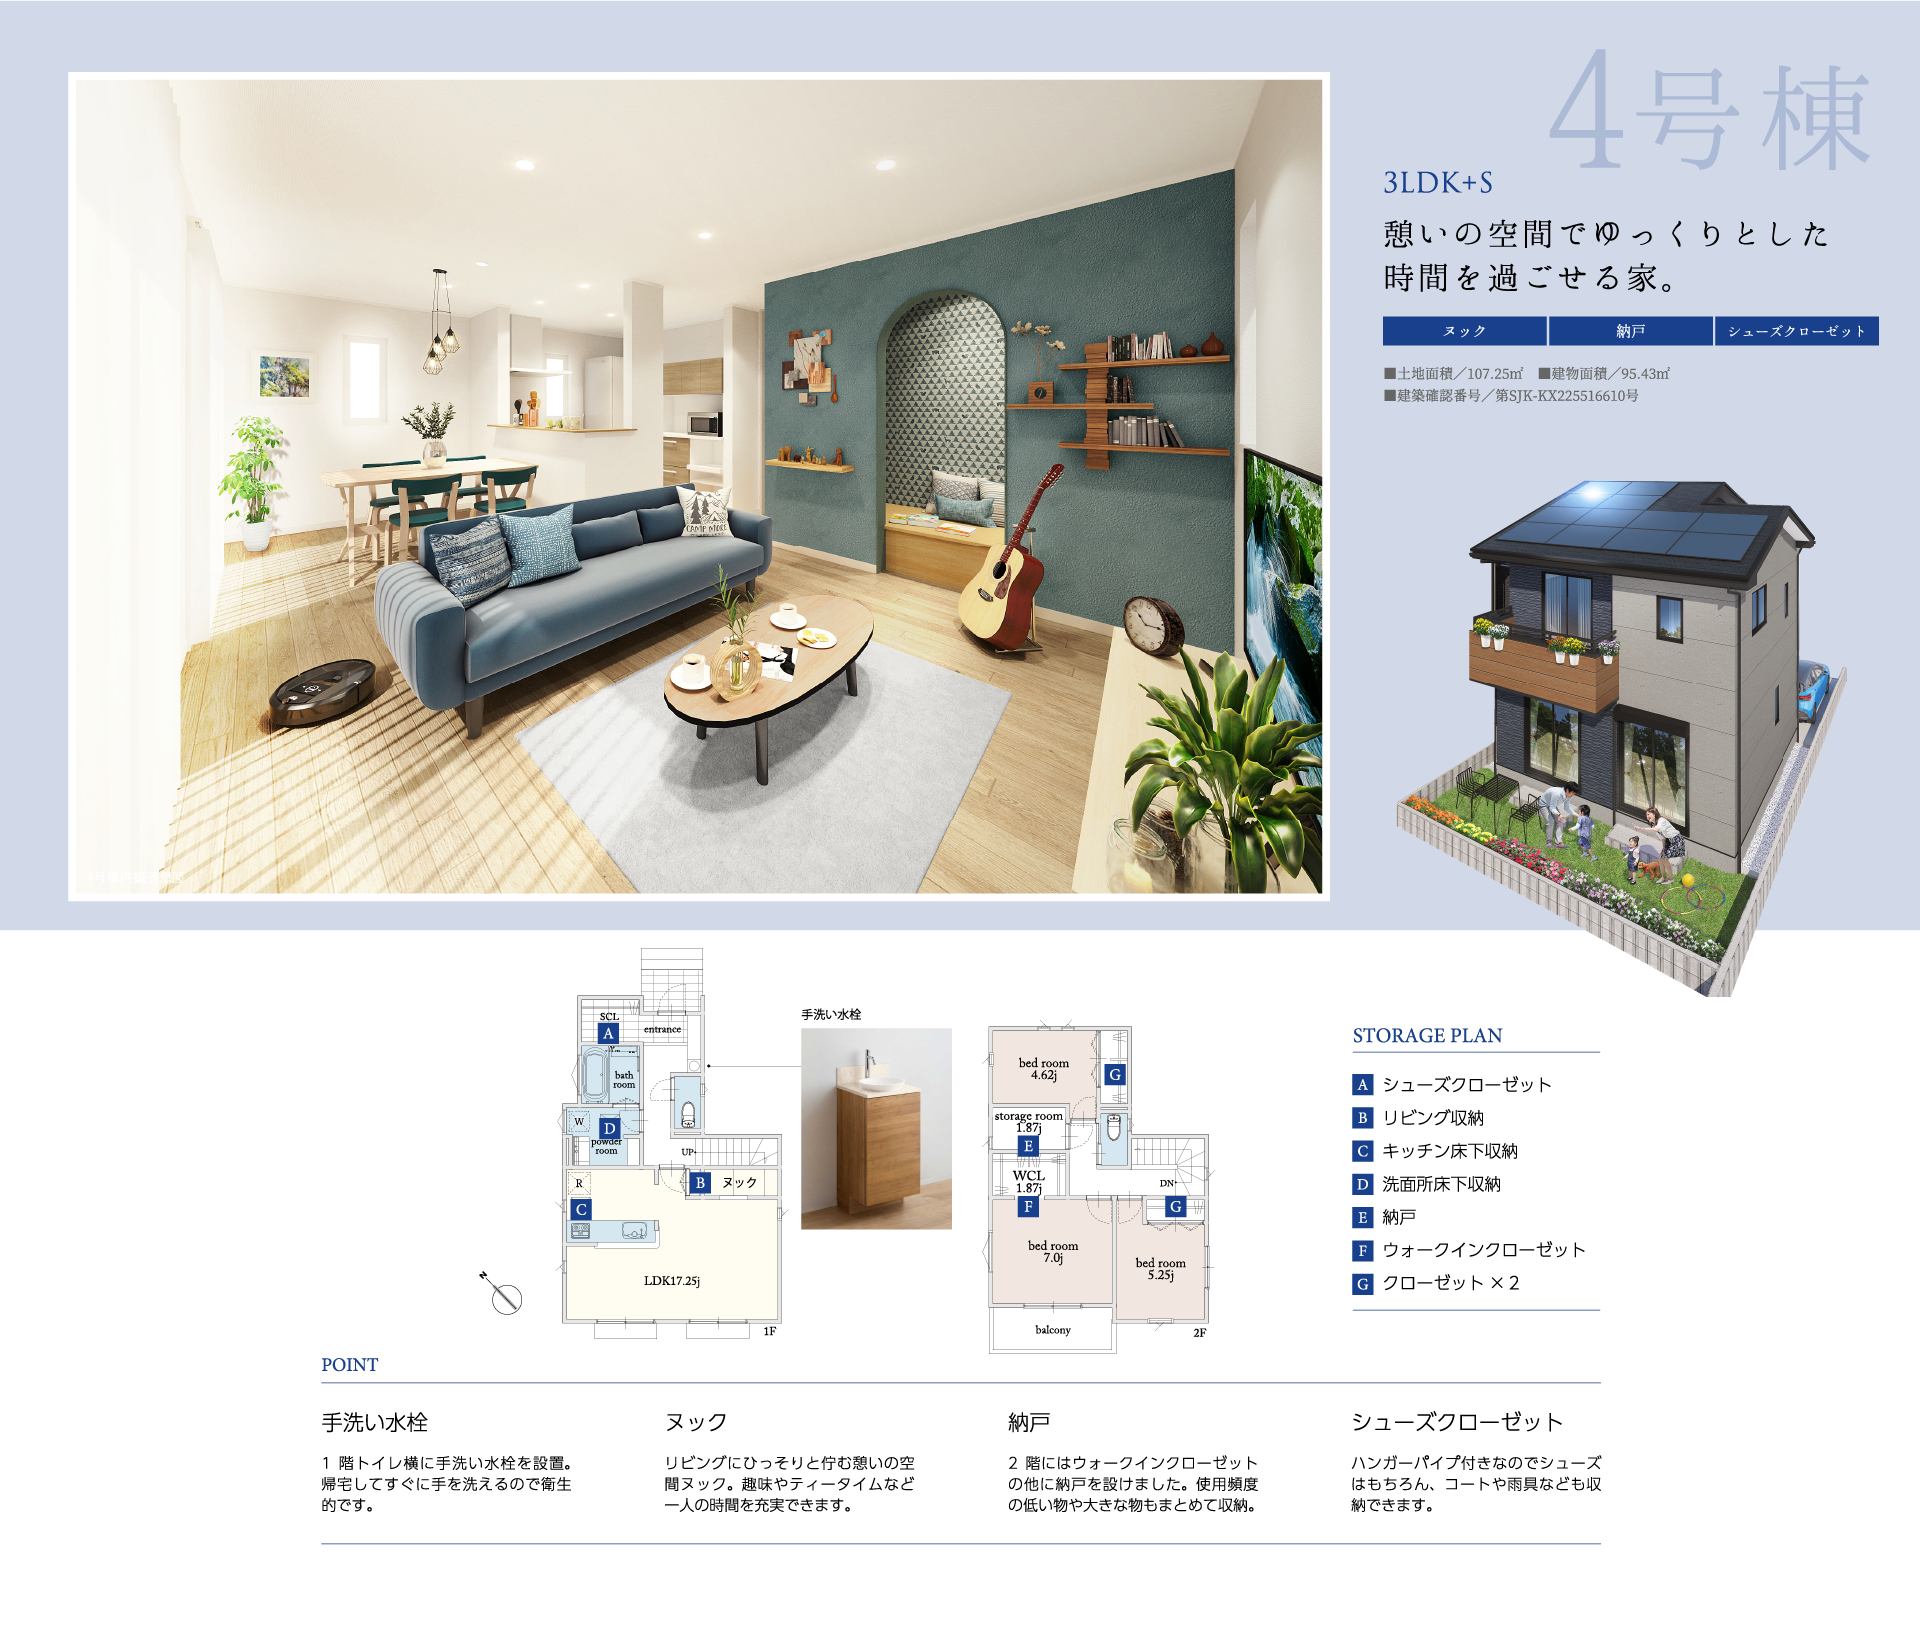 4号棟
3LDK+S
憩いの空間でゆっくりとした
時間を過ごせる家。
ヌック
納戸
シューズクローゼット
■土地面積／107.25㎡　■建物面積／95.43㎡
■建築確認番号／第SJK-KX225516610号
CAMP MORE
SCL
A
entrance
bath
room
W
D
powder
room
UP
R
B
ヌック
C
LDK17.25j
1F
N
手洗い水栓
bed room
4.62j
G
storage room
1.87j
E
WCL
1.87j
F
DN
G
bed room
7.0j
bed room
5.25j
balcony
2F
STORAGE PLAN
A シューズクローゼット
B リビング収納
C キッチン床下収納
D 洗面所床下収納
E 納戸
F ウォークインクローゼット
G クローゼット × 2
POINT
手洗い水栓
1 階トイレ横に手洗い水栓を設置。
帰宅してすぐに手を洗えるので衛生
的です。
ヌック
リビングにひっそりと佇む憩いの空
間ヌック。趣味やティータイムなど
一人の時間を充実できます。
納戸
2 階にはウォークインクローゼット
の他に納戸を設けました。使用頻度
の低い物や大きな物もまとめて収納。
シューズクローゼット
ハンガーパイプ付きなのでシューズ
はもちろん、コートや雨具なども収
納できます。